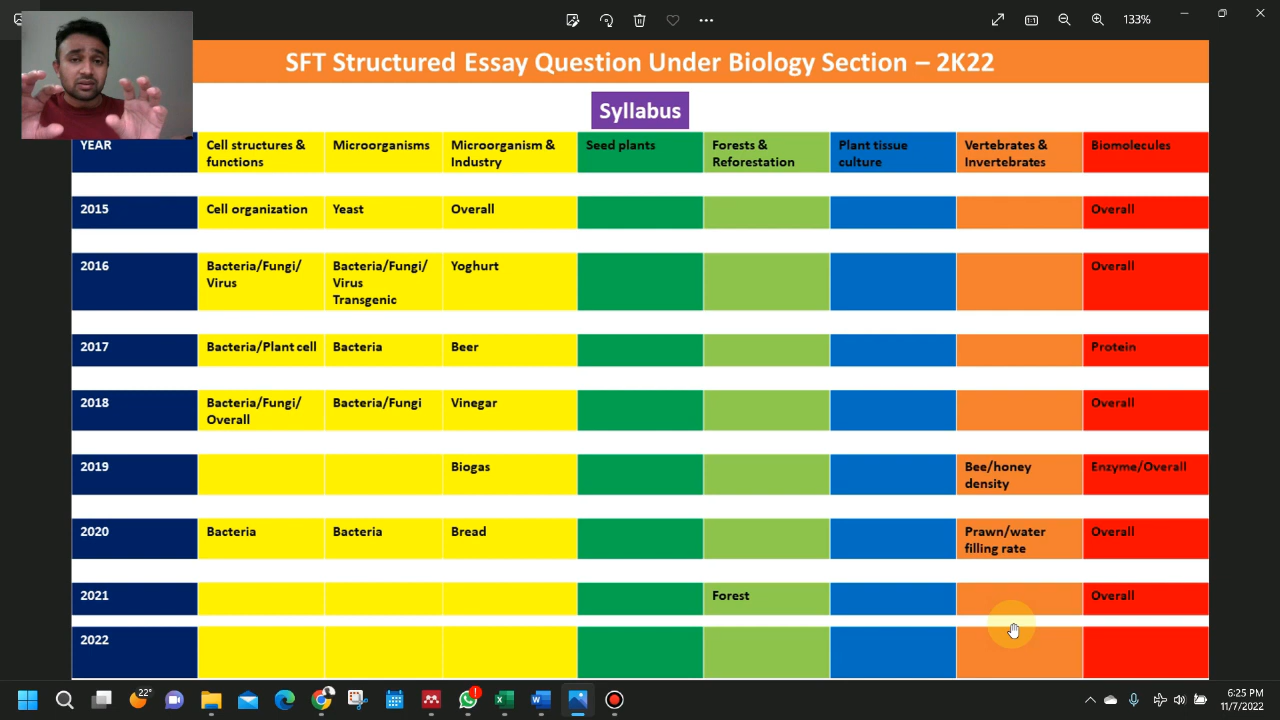 133%
SFT Structured Essay Question Under Biology Section – 2K22
Syllabus
YEAR
Cell structures &
functions
Microorganisms
Microorganism &
Industry
Seed plants
Forests &
Reforestation
Plant tissue
culture
Vertebrates &
Invertebrates
Biomolecules
2015
Cell organization
Yeast
Overall
Overall
2016
Bacteria/Fungi/
Virus
Bacteria/Fungi/
Virus
Transgenic
Yoghurt
Overall
2017
Bacteria/Plant cell
Bacteria
Beer
Protein
2018
Bacteria/Fungi/
Overall
Bacteria/Fungi
Vinegar
Overall
2019
Biogas
Bee/honey
density
Enzyme/Overall
2020
Bacteria
Bacteria
Bread
Prawn/water
filling rate
Overall
2021
Forest
Overall
2022
22°
1
6:25 PM
11/7/2022